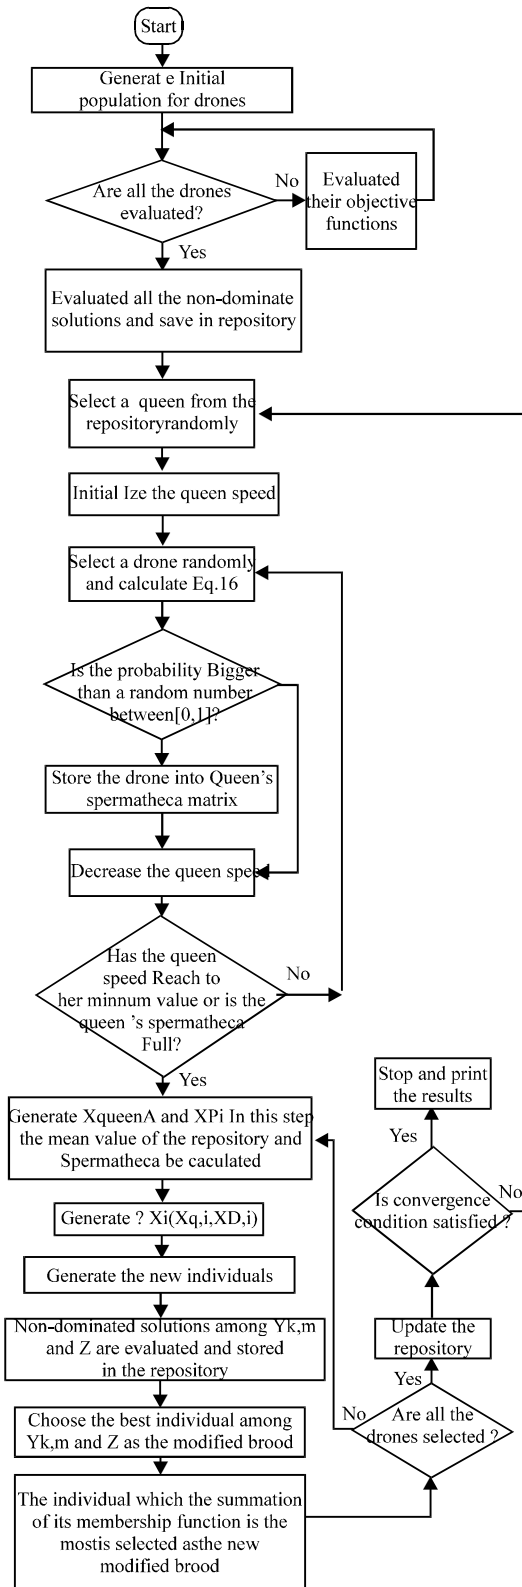 Start
Generat e Initial
population for drones
Are all the drones
evaluated?
No
Evaluated
their objective
functions
Yes
Evaluated all the non-dominate
solutions and save in repository
Select a queen from the
repositoryrandomly
Initial Ize the queen speed
Select a drone randomly
and calculate Eq.16
Is the probability Bigger
than a random number
between[0,1]?
Store the drone into Queen's
spermatheca matrix
Decrease the queen speed
Has the queen
speed Reach to
her minnum value or is the
queen 's spermatheca
Full?
No
Yes
Generate XqueenA and XPi In this step
the mean value of the repository and
Spermatheca be caculated
Generate ? Xi(Xq,i,XD,i)
Generate the new individuals
Non-dominated solutions among Yk,m
and Z are evaluated and stored
in the repository
Choose the best individual among
Yk,m and Z as the modified brood
The individual which the summation
of its membership function is the
mostis selected asthe new
modified brood
Are all the
drones selected ?
No
Yes
Update the
repository
Is convergence
condition satisfied ?
No
Yes
Stop and print
the results